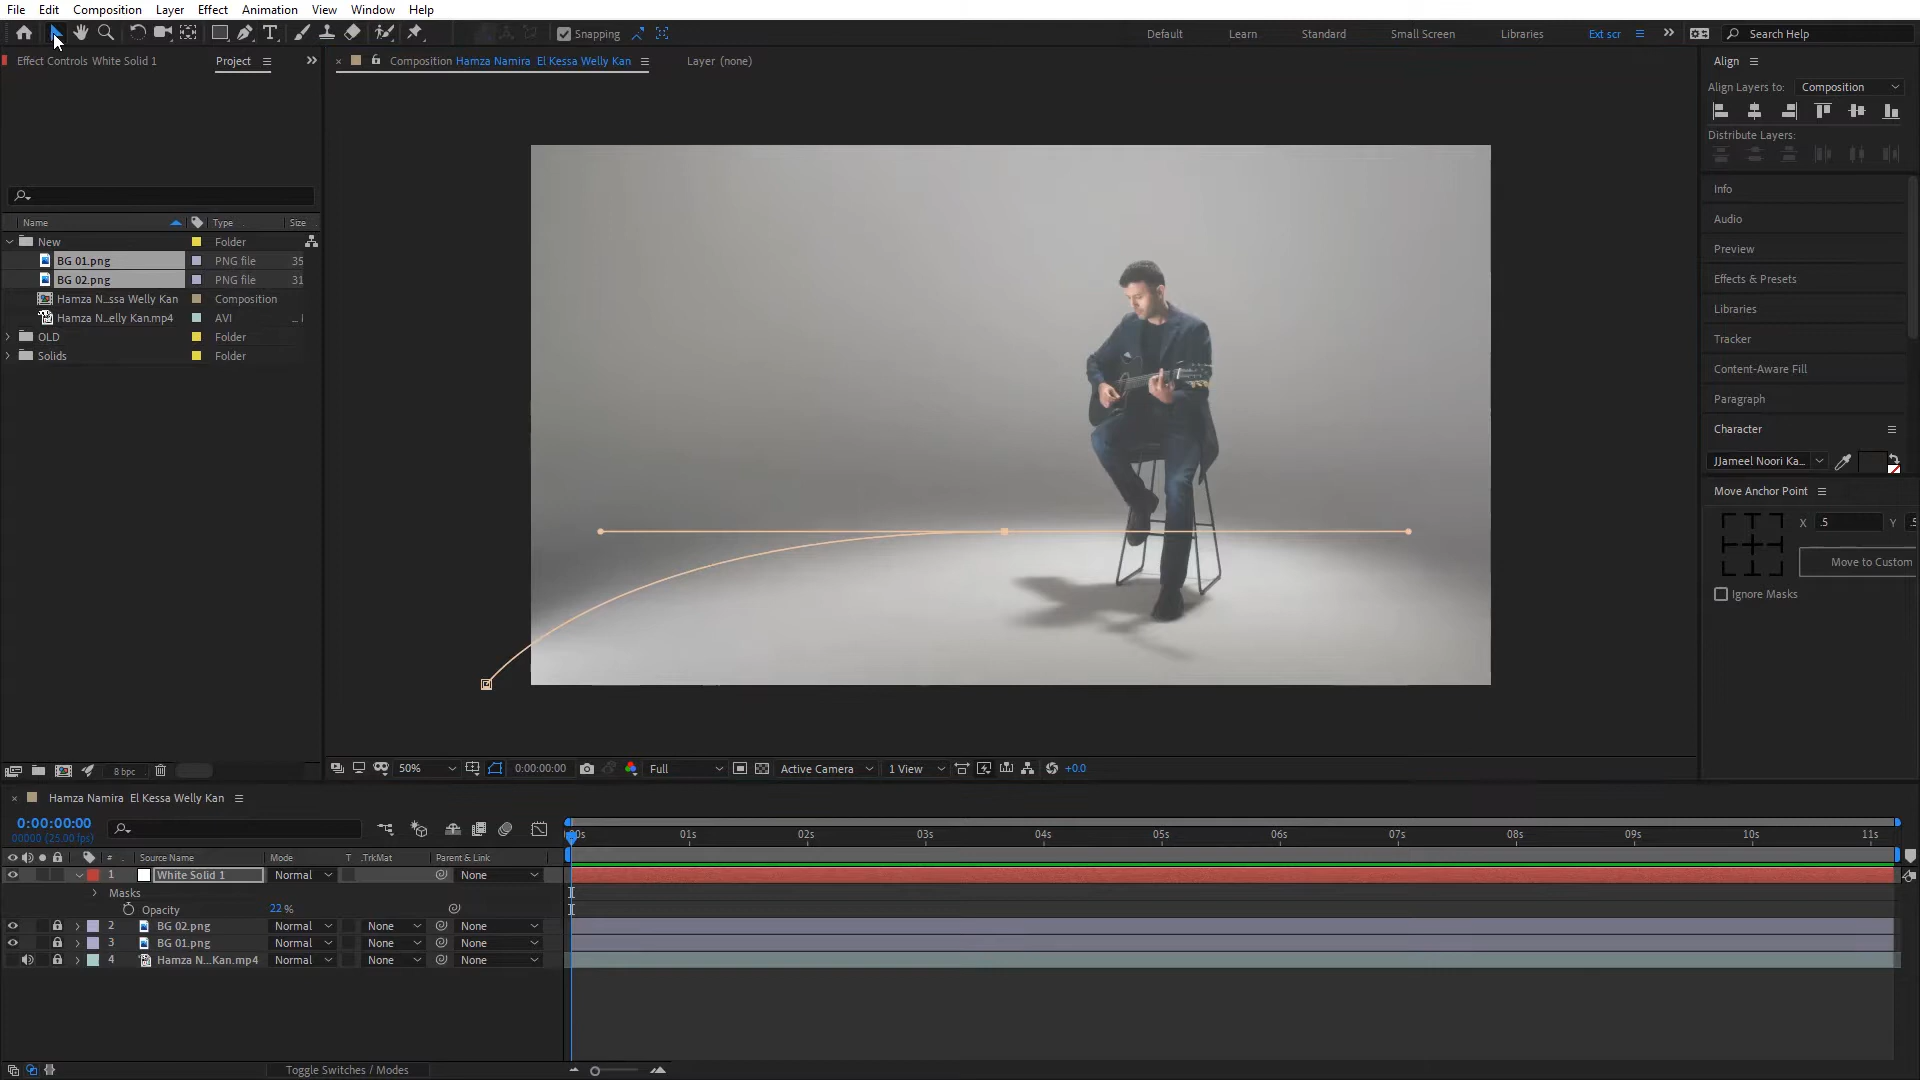 File Edit Composition Layer Effect Animation View Window Help
Snapping Default Learn Standard Small Screen Libraries Ext scr Search Help
Effect Controls White Solid 1 Project
Composition Hamza Namira El Kessa Welly Kan Layer (none)
Align
Align Layers to: Composition
Distribute Layers:
Name Type Size
New Folder
BG 01.png PNG file 35
BG 02.png PNG file 31
Hamza N...ssa Welly Kan Composition
Hamza N...elly Kan.mp4 AVI
OLD Folder
Solids Folder
Info
Audio
Preview
Effects & Presets
Libraries
Tracker
Content-Aware Fill
Paragraph
Character
JJameel Noori Ka...
Move Anchor Point
X .5 Y .5
Move to Custom
Ignore Masks
8 bpc
50% 0:00:00:00 Full Active Camera 1 View +0.0
Hamza Namira El Kessa Welly Kan
0:00:00:00
00000 (25.00 fps)
:00s 01s 02s 03s 04s 05s 06s 07s 08s 09s 10s 11s
# Source Name Mode T .TrkMat Parent & Link
1 White Solid 1 Normal None
Masks
Opacity 22 %
2 BG 02.png Normal None None
3 BG 01.png Normal None None
4 Hamza N...Kan.mp4 Normal None None
Toggle Switches / Modes